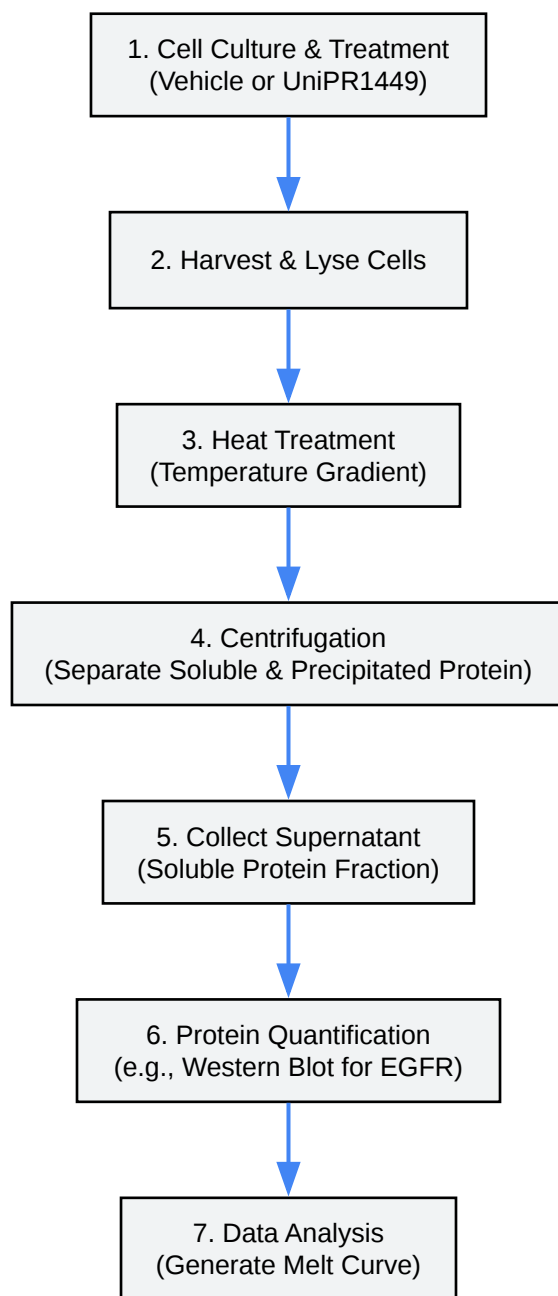 1. Cell Culture & Treatment
(Vehicle or UniPR1449)
2. Harvest & Lyse Cells
3. Heat Treatment
(Temperature Gradient)
4. Centrifugation
(Separate Soluble & Precipitated Protein)
5. Collect Supernatant
(Soluble Protein Fraction)
6. Protein Quantification
(e.g., Western Blot for EGFR)
7. Data Analysis
(Generate Melt Curve)